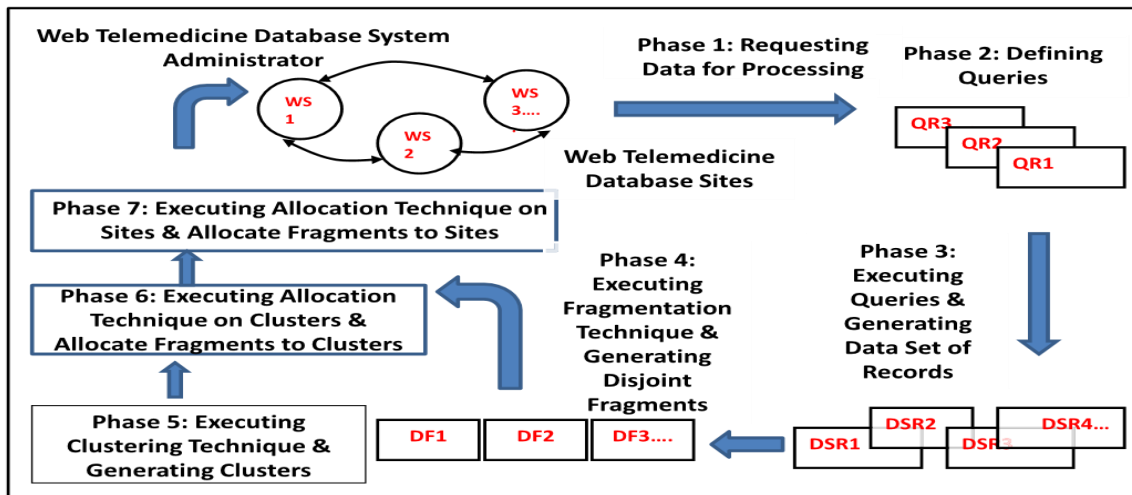 Web Telemedicine Database System
Administrator
WS
1
WS
3....
.
WS
2
Web Telemedicine
Database Sites
Phase 1: Requesting
Data for Processing
Phase 2: Defining
Queries
QR3
QR2
QR1
Phase 3:
Executing
Queries &
Generating
Data Set of
Records
DSR1
DSR2
DSR3
DSR4...
Phase 4:
Executing
Fragmentation
Technique &
Generating
Disjoint
Fragments
DF1
DF2
DF3....
Phase 5: Executing
Clustering Technique &
Generating Clusters
Phase 6: Executing Allocation
Technique on Clusters &
Allocate Fragments to Clusters
Phase 7: Executing Allocation Technique on
Sites & Allocate Fragments to Sites